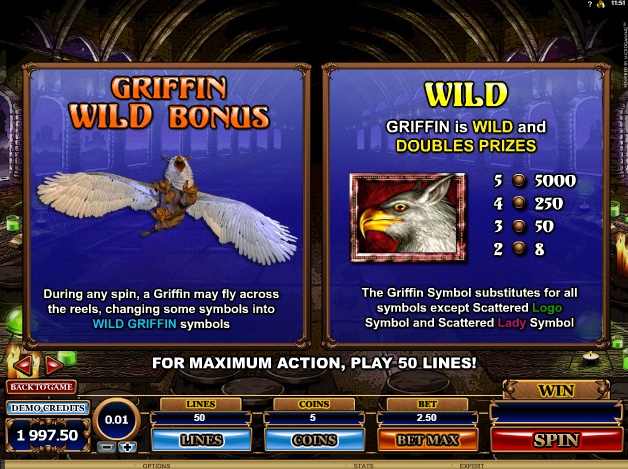 ? 11:51
GRIFFIN
WILD BONUS
During any spin, a Griffin may fly across
the reels, changing some symbols into
WILD GRIFFIN symbols
WILD
GRIFFIN is WILD and
DOUBLES PRIZES
5 5000
4 250
3 50
2 8
The Griffin Symbol substitutes for all
symbols except Scattered Logo
Symbol and Scattered Lady Symbol
FOR MAXIMUM ACTION, PLAY 50 LINES!
BACK TO GAME
DEMO CREDITS
1 997.50
0.01
LINES
50
LINES
COINS
5
COINS
BET
2.50
BET MAX
WIN
SPIN
OPTIONS STATS EXPERT